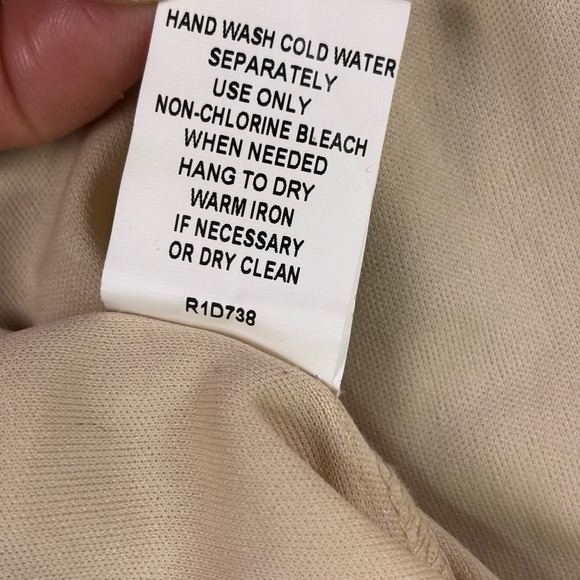 HAND WASH COLD WATER
SEPARATELY
USE ONLY
NON-CHLORINE BLEACH
WHEN NEEDED
HANG TO DRY
WARM IRON
IF NECESSARY
OR DRY CLEAN
R1D738